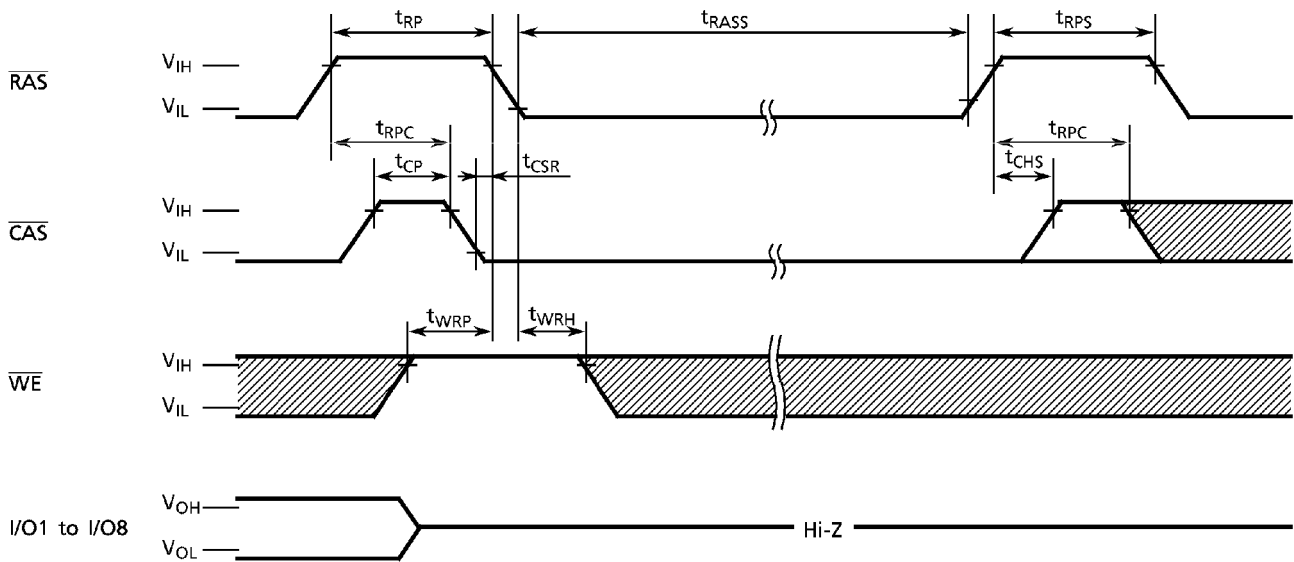 tRP
tRASS
tRPS
RAS
VIH
VIL
tRPC
tRPC
tCP
tCSR
tCHS
CAS
VIH
VIL
tWRP
tWRH
WE
VIH
VIL
I/O1 to I/O8
VOH
VOL
Hi-Z